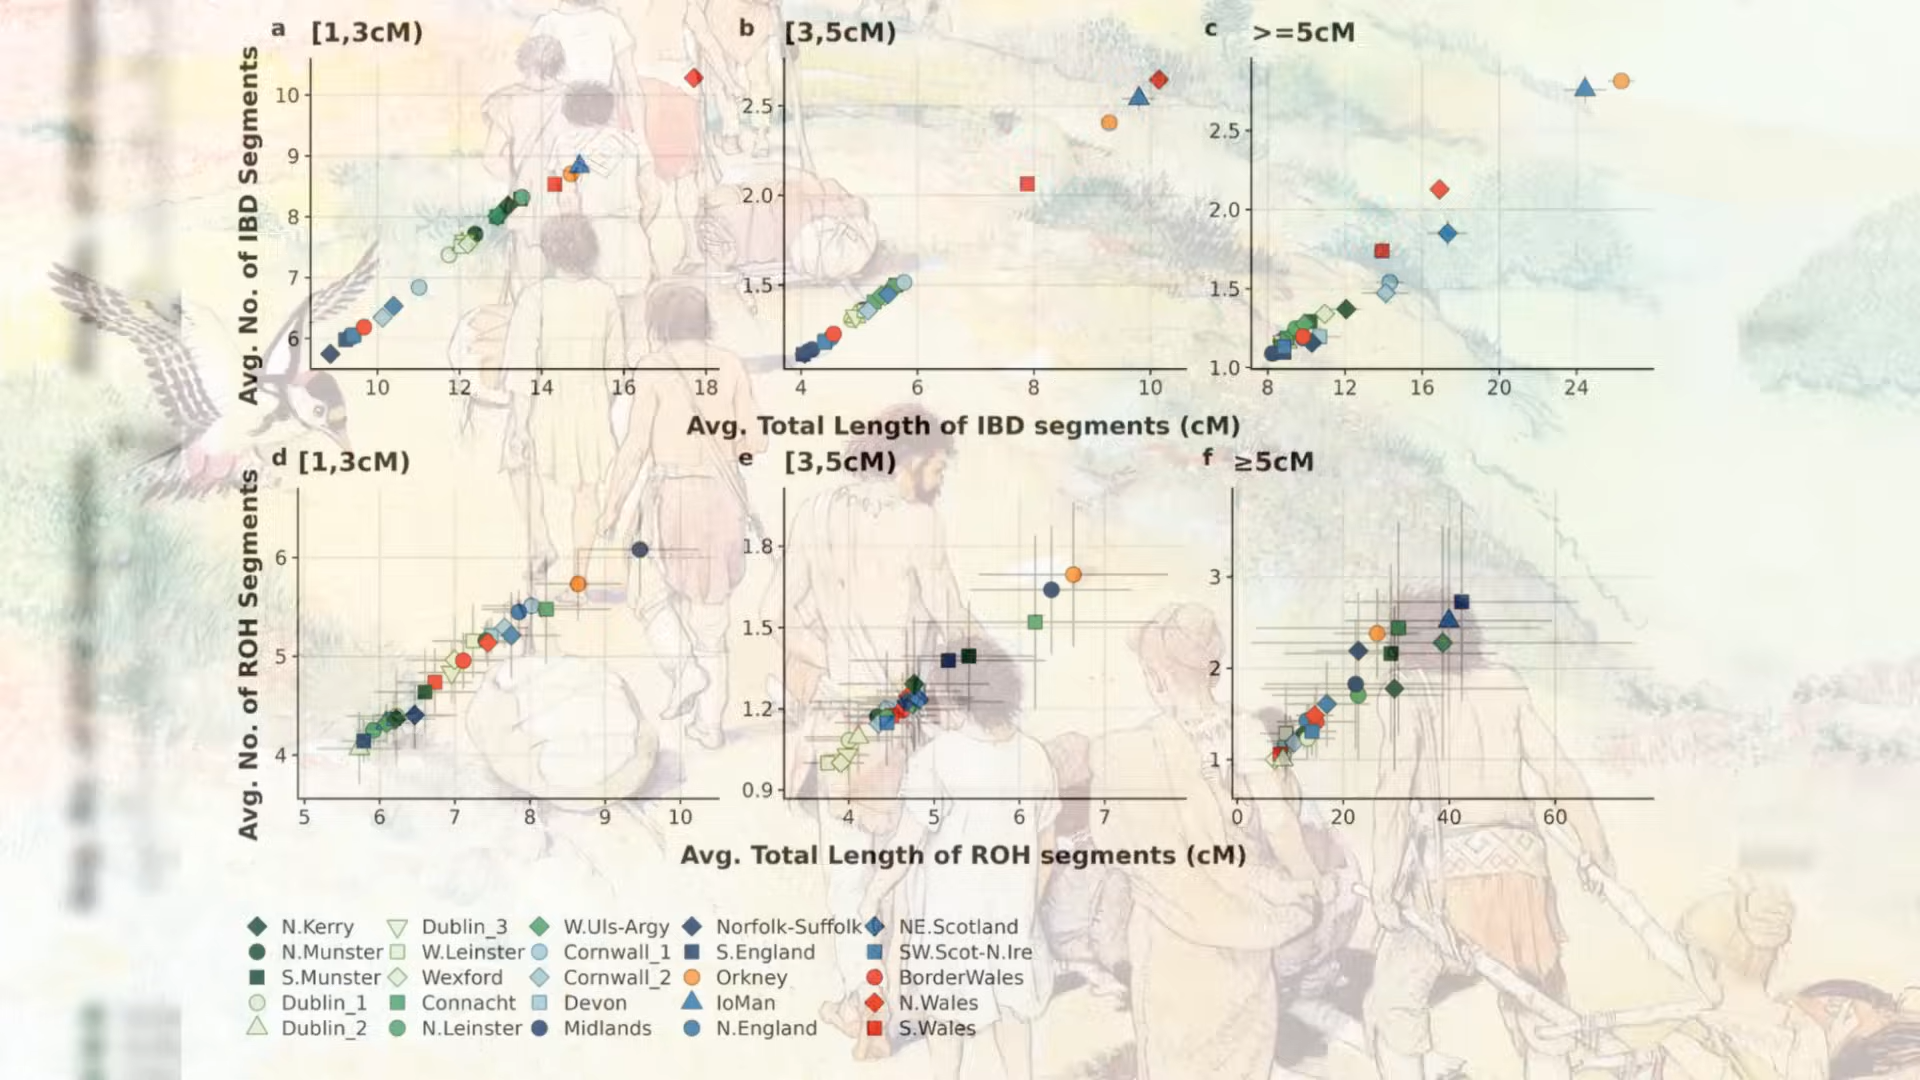 a [1,3cM)
b [3,5cM)
c >=5cM
Avg. No. of IBD Segments
10
9
8
7
6
10 12 14 16 18
2.5
2.0
1.5
4 6 8 10
2.5
2.0
1.5
1.0
8 12 16 20 24
Avg. Total Length of IBD segments (cM)
d [1,3cM)
e [3,5cM)
f ≥5cM
Avg. No. of ROH Segments
6
5
4
5 6 7 8 9 10
1.8
1.5
1.2
0.9
4 5 6 7
3
2
1
0 20 40 60
Avg. Total Length of ROH segments (cM)
N.Kerry Dublin_3 W.Uls-Argy Norfolk-Suffolk NE.Scotland
N.Munster W.Leinster Cornwall_1 S.England SW.Scot-N.Ire
S.Munster Wexford Cornwall_2 Orkney BorderWales
Dublin_1 Connacht Devon IoMan N.Wales
Dublin_2 N.Leinster Midlands N.England S.Wales